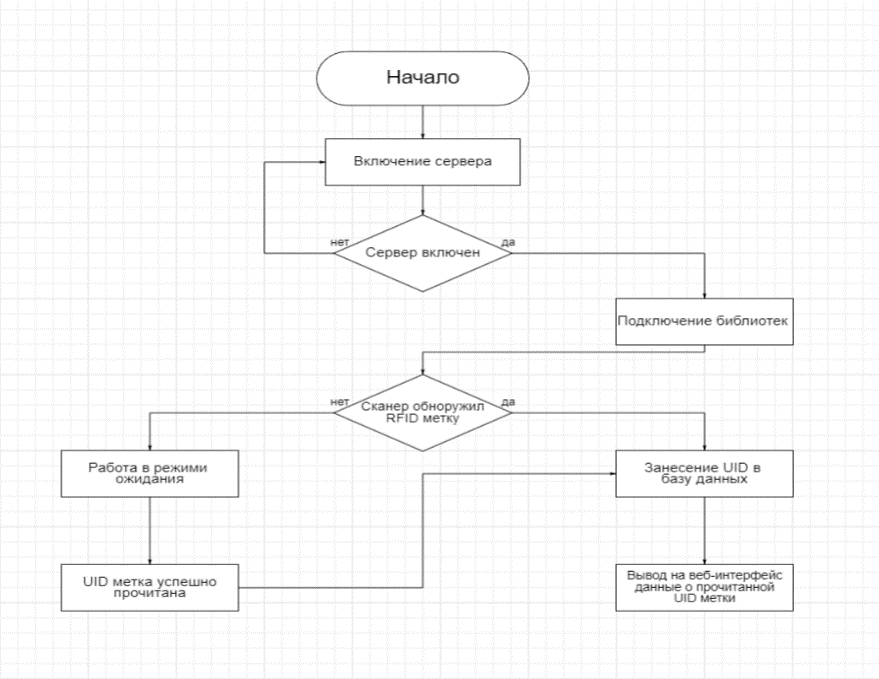 Начало
Включение сервера
нет
да
Сервер включен
Подключение библиотек
нет
да
Сканер обноружил
RFID метку
Работа в режими
ожидания
Занесение UID в
базу данных
UID метка успешно
прочитана
Вывод на веб-интерфейс
данные о прочитанной
UID метки